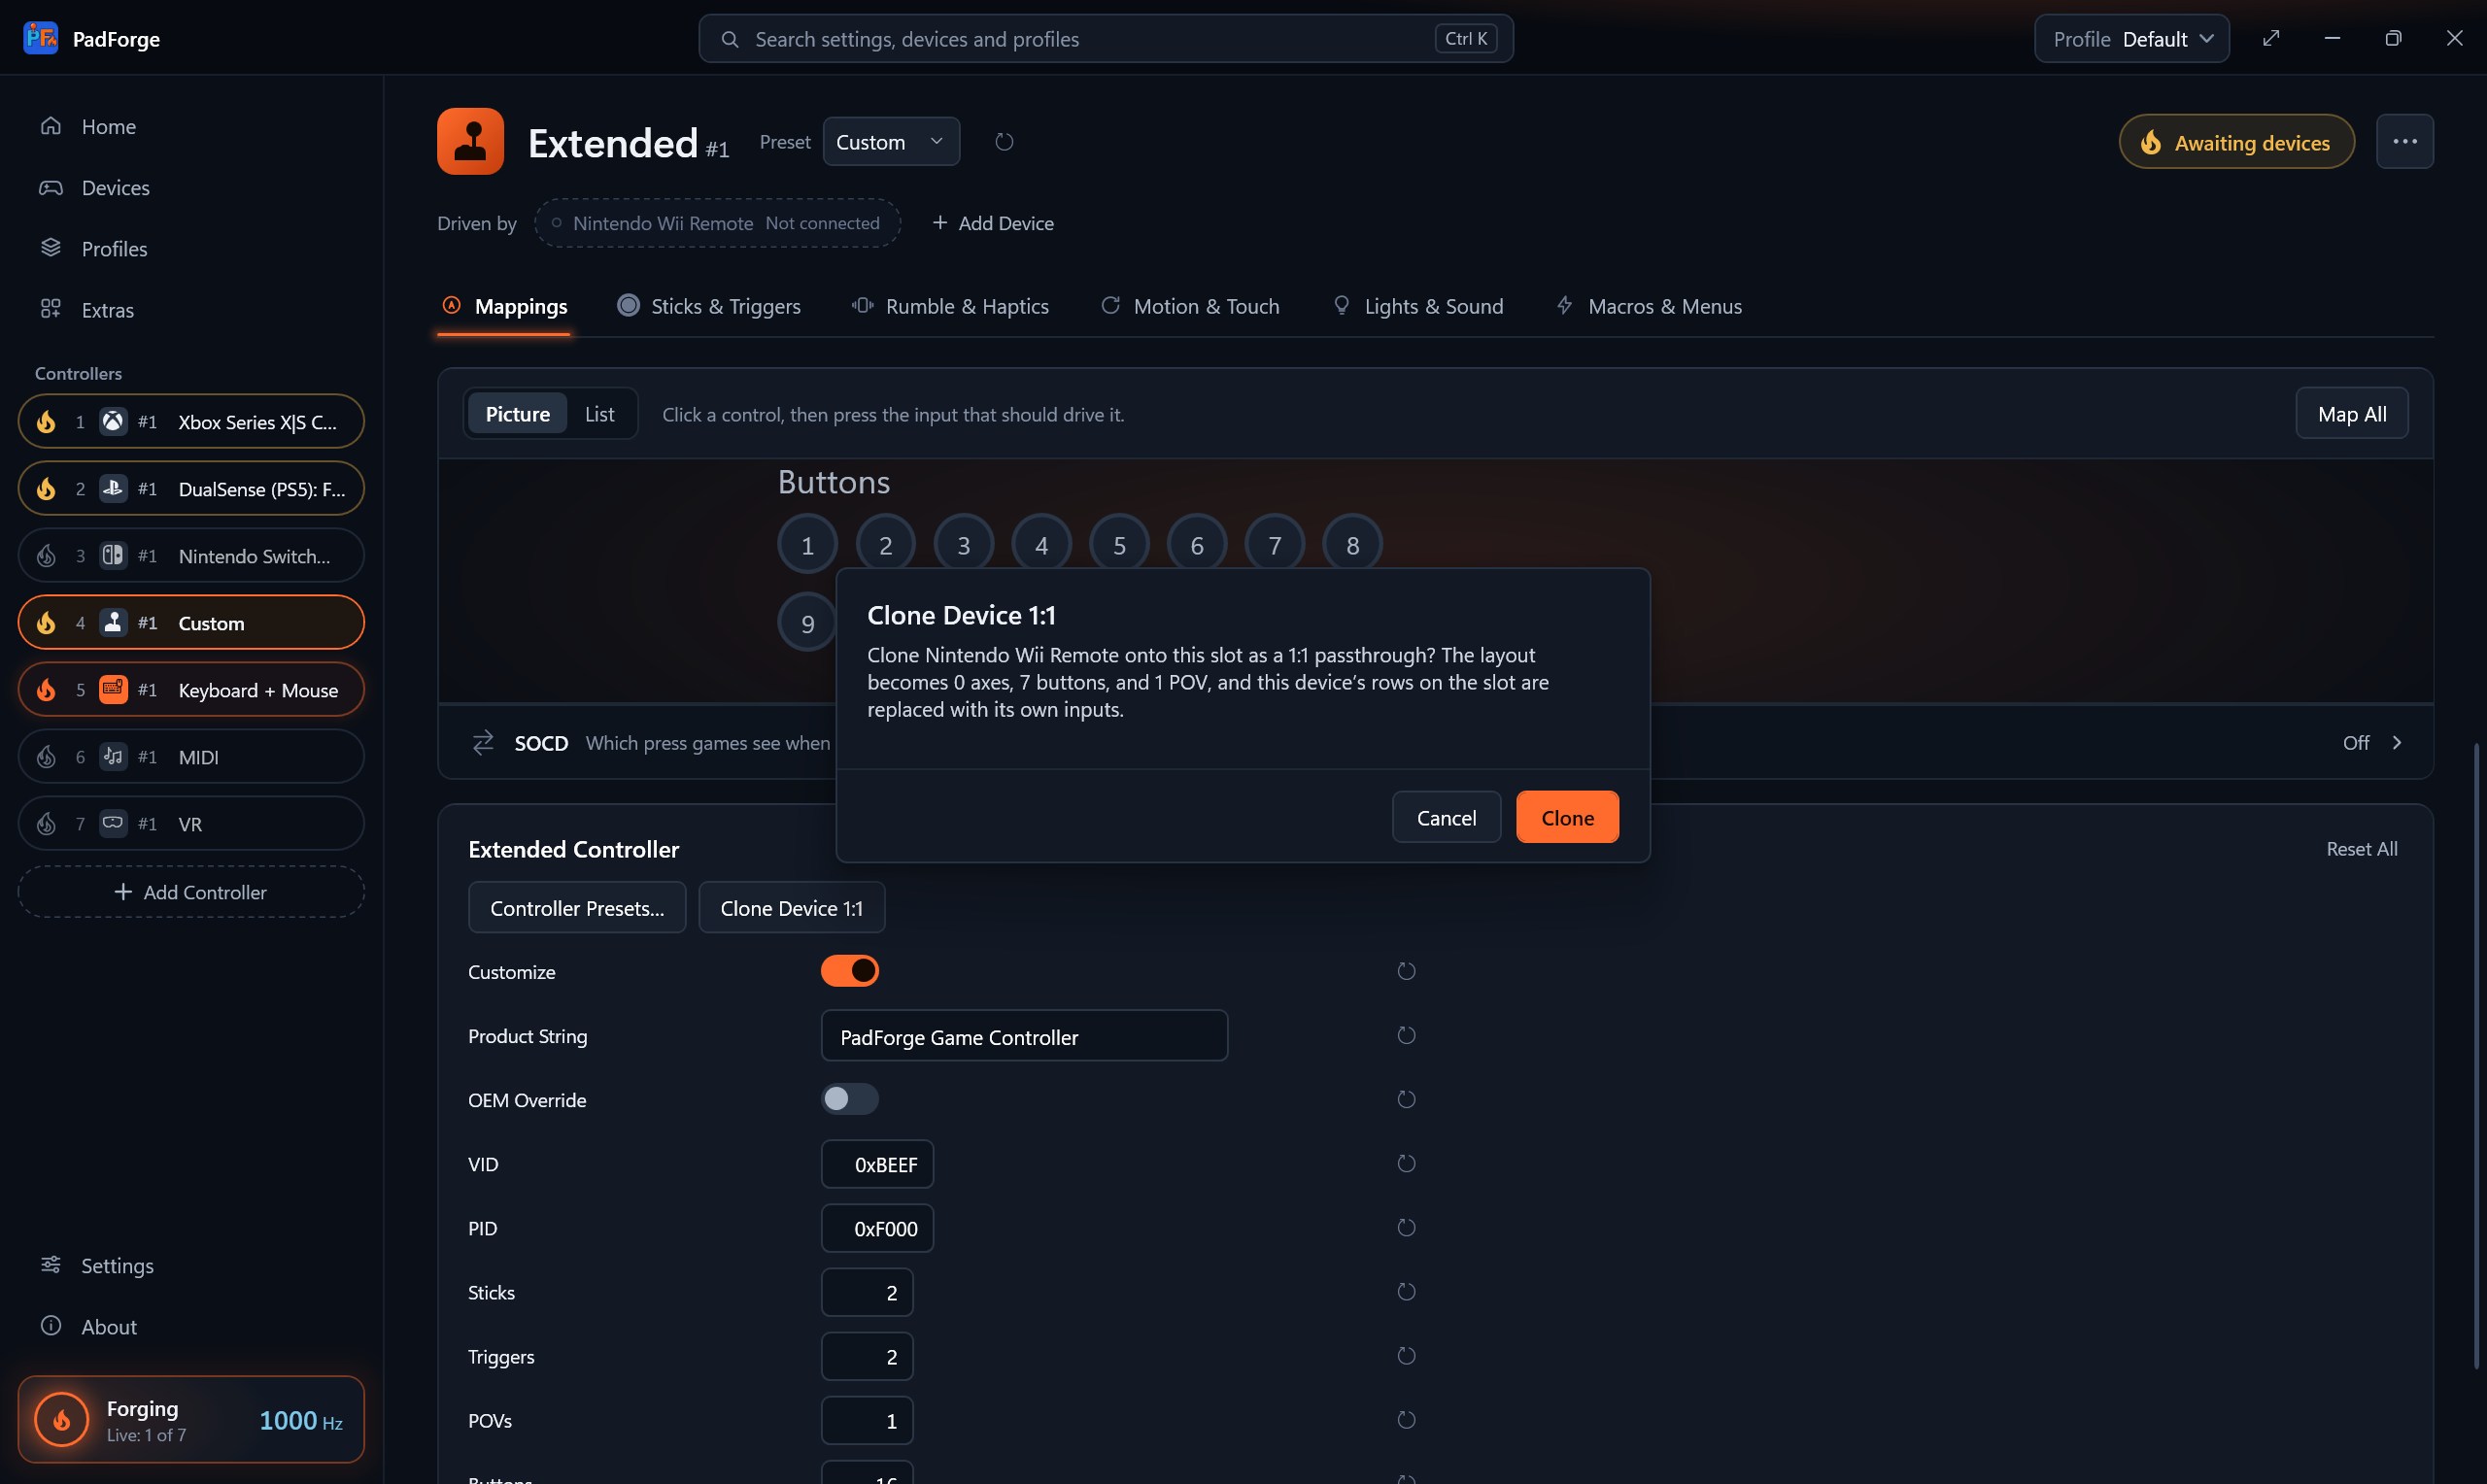 PadForge
Search settings, devices and profiles
Ctrl K
Profile Default
Home
Devices
Profiles
Extras
Controllers
1 #1 Xbox Series X|S C...
2 #1 DualSense (PS5): F...
3 #1 Nintendo Switch...
4 #1 Custom
5 #1 Keyboard + Mouse
6 #1 MIDI
7 #1 VR
+ Add Controller
Settings
About
Forging
Live: 1 of 7
1000 Hz
Extended #1
Preset Custom
Awaiting devices
Driven by Nintendo Wii Remote Not connected + Add Device
Mappings
Sticks & Triggers
Rumble & Haptics
Motion & Touch
Lights & Sound
Macros & Menus
Picture List Click a control, then press the input that should drive it.
Map All
Buttons
1 2 3 4 5 6 7 8
9
SOCD Which press games see when
Off
Clone Device 1:1
Clone Nintendo Wii Remote onto this slot as a 1:1 passthrough? The layout
becomes 0 axes, 7 buttons, and 1 POV, and this device’s rows on the slot are
replaced with its own inputs.
Cancel
Clone
Extended Controller
Reset All
Controller Presets...
Clone Device 1:1
Customize
Product String PadForge Game Controller
OEM Override
VID 0xBEEF
PID 0xF000
Sticks 2
Triggers 2
POVs 1
Buttons 16